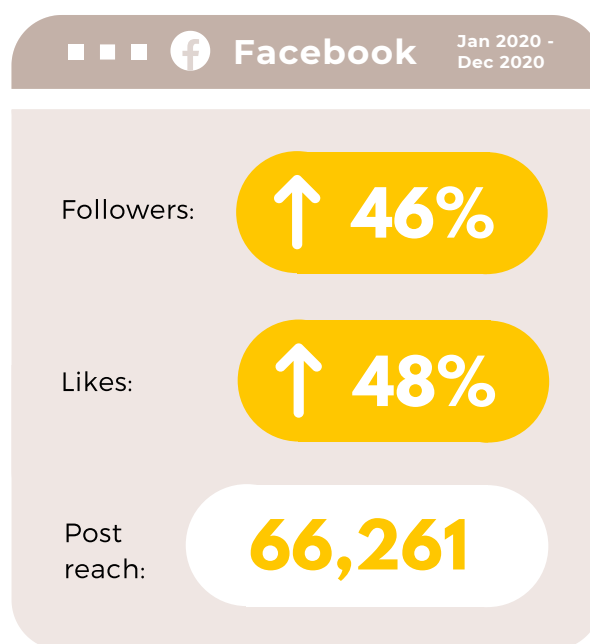 Facebook
Jan 2020 -
Dec 2020
Followers:
↑ 46%
Likes:
↑ 48%
Post
reach:
66,261